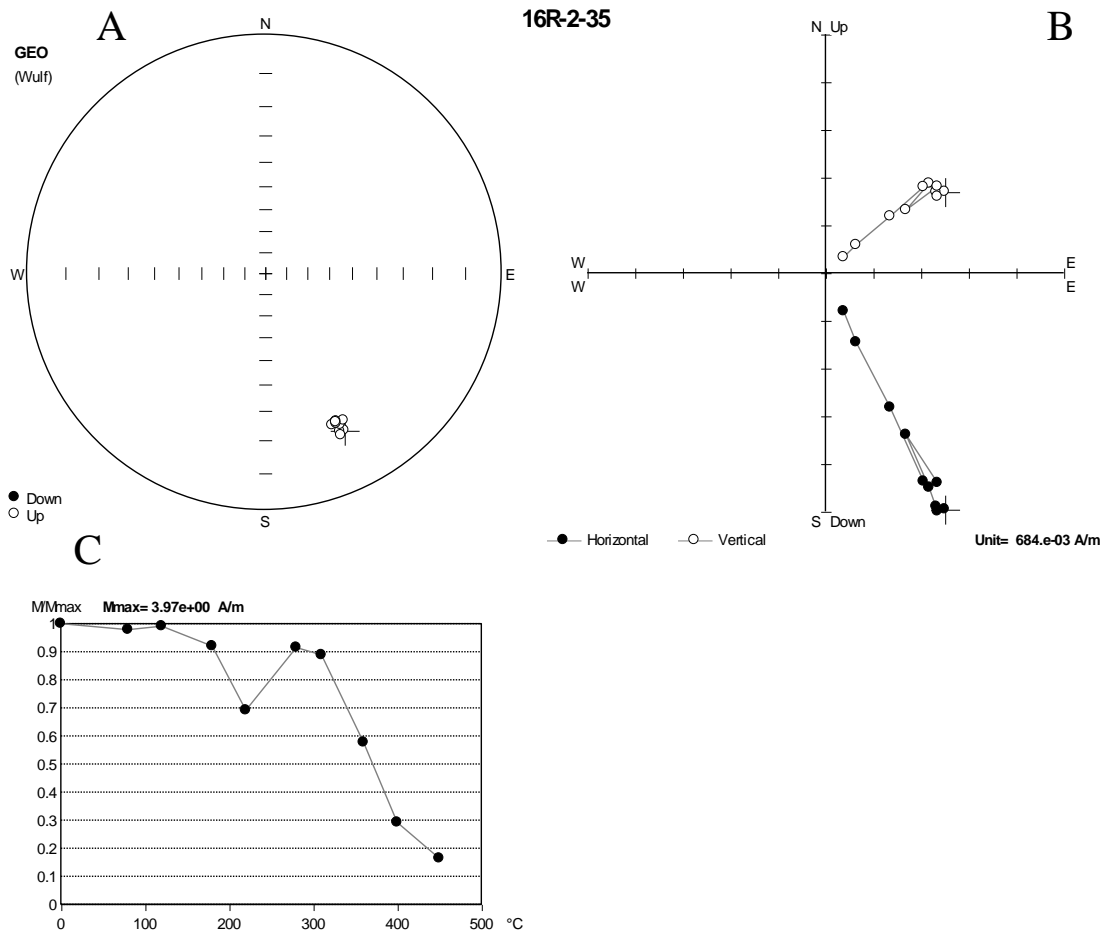 16R-2-35
A
B
N
N Up
GEO
(Wulf)
W
E
W
E
W
E
Down
Up
S
S Down
Horizontal
Vertical
Unit= 684.e-03 A/m
C
M/Mmax
Mmax= 3.97e+00 A/m
1
0.9
0.8
0.7
0.6
0.5
0.4
0.3
0.2
0.1
0
0 100 200 300 400 500 °C